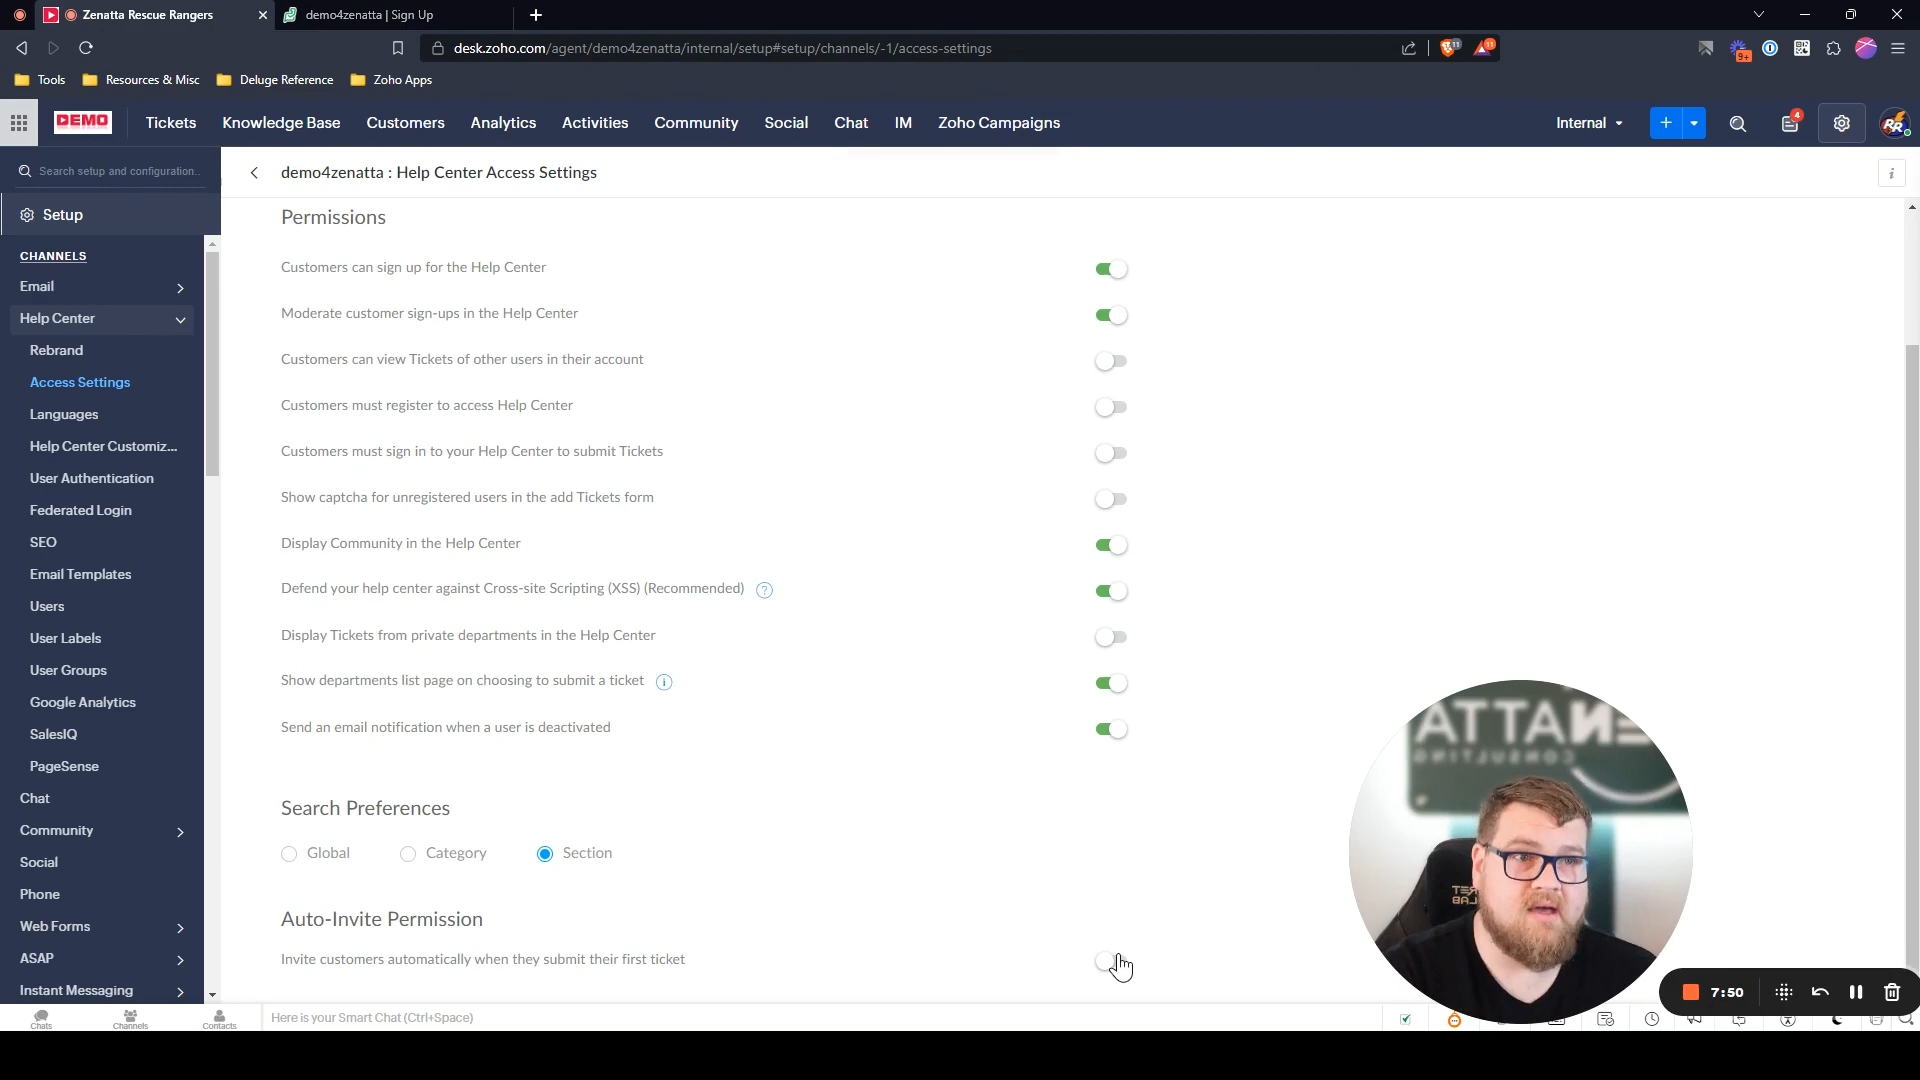 Zenatta Rescue Rangers
demo4zenatta | Sign Up
desk.zoho.com/agent/demo4zenatta/internal/setup#setup/channels/-1/access-settings
11
11
9+
Tools
Resources & Misc
Deluge Reference
Zoho Apps
DEMO
Tickets
Knowledge Base
Customers
Analytics
Activities
Community
Social
Chat
IM
Zoho Campaigns
Internal
4
RR
Search setup and configuration..
demo4zenatta : Help Center Access Settings
Setup
CHANNELS
Email
Help Center
Rebrand
Access Settings
Languages
Help Center Customiz...
User Authentication
Federated Login
SEO
Email Templates
Users
User Labels
User Groups
Google Analytics
SalesIQ
PageSense
Chat
Community
Social
Phone
Web Forms
ASAP
Instant Messaging
Permissions
Customers can sign up for the Help Center
Moderate customer sign-ups in the Help Center
Customers can view Tickets of other users in their account
Customers must register to access Help Center
Customers must sign in to your Help Center to submit Tickets
Show captcha for unregistered users in the add Tickets form
Display Community in the Help Center
Defend your help center against Cross-site Scripting (XSS) (Recommended) ?
Display Tickets from private departments in the Help Center
Show departments list page on choosing to submit a ticket i
Send an email notification when a user is deactivated
Search Preferences
Global
Category
Section
Auto-Invite Permission
Invite customers automatically when they submit their first ticket
7:50
Chats
Channels
Contacts
Here is your Smart Chat (Ctrl+Space)